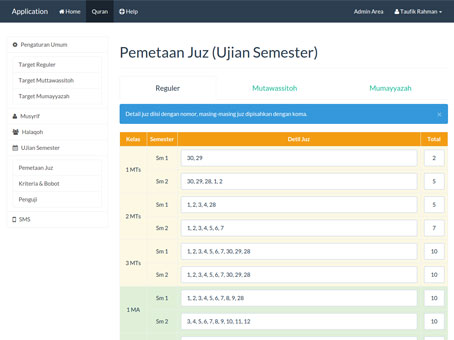 Application Home Quran Help Admin Area Taufik Rahman
Pengaturan Umum
Target Reguler
Target Muttawassitoh
Target Mumayyazah
Musyrif
Halaqoh
Ujian Semester
Pemetaan Juz
Kriteria & Bobot
Penguji
SMS
Pemetaan Juz (Ujian Semester)
Reguler Mutawassitoh Mumayyazah
Detail juz diisi dengan nomor, masing-masing juz dipisahkan dengan koma. ×
Kelas Semester Detil Juz Total
1 MTs
Sm 1 30, 29 2
Sm 2 30, 29, 28, 1, 2 5
2 MTs
Sm 1 1, 2, 3, 4, 28 5
Sm 2 1, 2, 3, 4, 5, 6, 7 7
3 MTs
Sm 1 1, 2, 3, 4, 5, 6, 7, 30, 29, 28 10
Sm 2 1, 2, 3, 4, 5, 6, 7, 30, 29, 28 10
1 MA
Sm 1 1, 2, 3, 4, 5, 6, 7, 8, 9, 28 10
Sm 2 3, 4, 5, 6, 7, 8, 9, 10, 11, 12 10